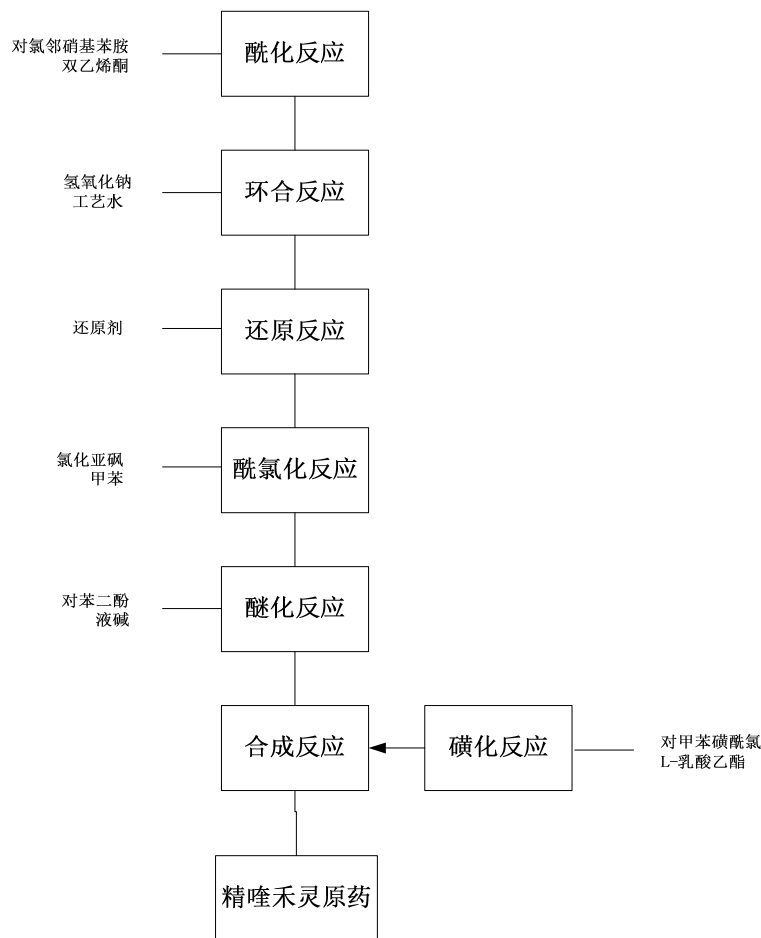 对氯邻硝基苯胺
双乙烯酮
酰化反应
氢氧化钠
工艺水
环合反应
还原剂
还原反应
氯化亚砜
甲苯
酰氯化反应
对苯二酚
液碱
醚化反应
合成反应
磺化反应
对甲苯磺酰氯
L-乳酸乙酯
精喹禾灵原药